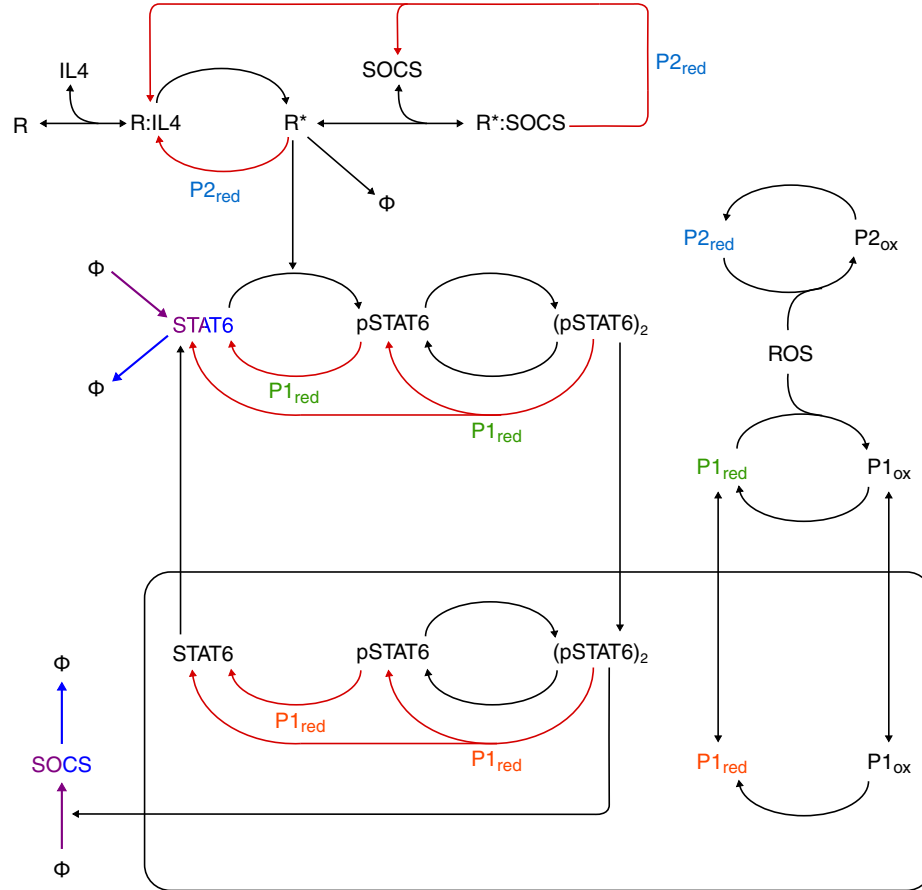 P2red
IL4
SOCS
R
R:IL4
R*
R*:SOCS
P2red
Φ
P2red
P2ox
Φ
STAT6
pSTAT6
(pSTAT6)2
ROS
Φ
P1red
P1red
P1red
P1ox
STAT6
pSTAT6
(pSTAT6)2
Φ
P1red
P1red
SOCS
P1red
P1ox
Φ